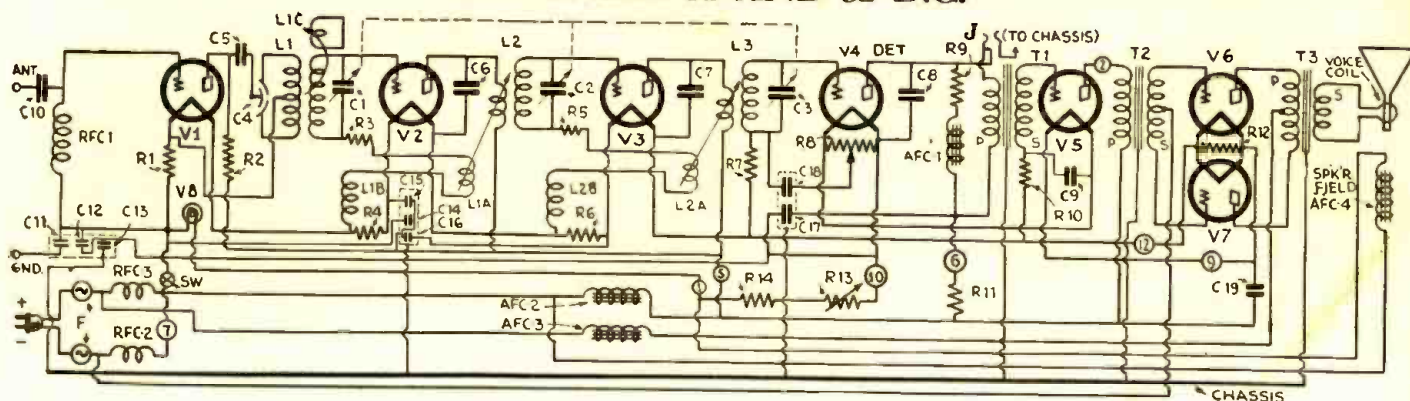 D.C.
L1C
J (TO CHASSIS)
C5 L1 L2 L3 V4 DET R9 T1 T2 V6 T3
VOICE COIL
ANT. C10 C4 C1 C6 C2 C7 C3 C8 2 P S
RFC1 V1 R3 V2 R5 V3 R7 R8 AFC-1 P S V5 P S R12
R1 R2 V8 L1B C15 L1A L2B L2A C18 C9 R10
SPK'R FIELD AFC-4
C11 C12 C13 R4 C14 C16 R6 C17 12 V7
GND. RFC3 SW 5 R14 R13 10 6 9
+ - F RFC-2 7 AFC2 AFC3 1 R11 C19
CHASSIS